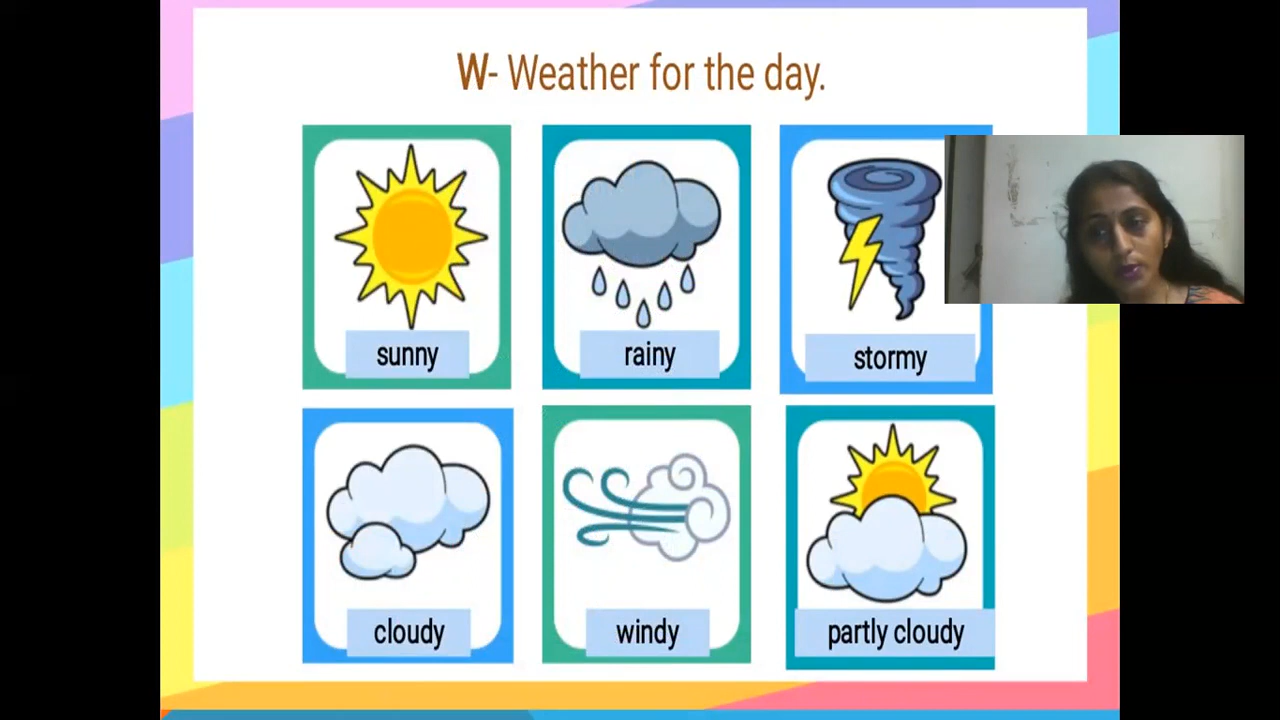 W- Weather for the day.
sunny
rainy
stormy
cloudy
windy
partly cloudy